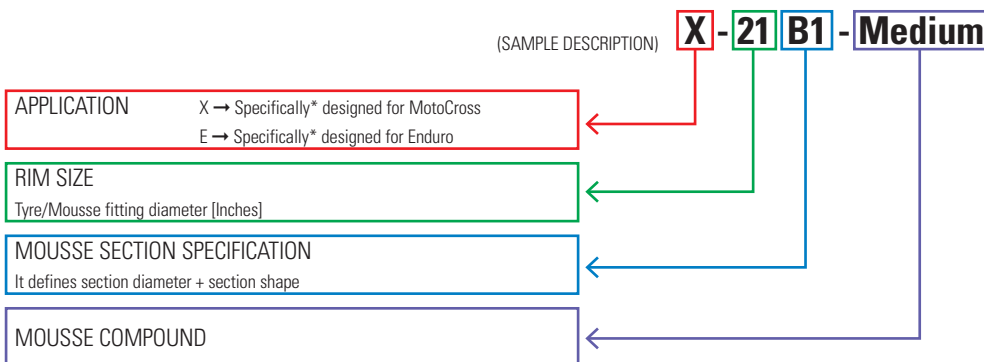 (SAMPLE DESCRIPTION) X - 21 B1 - Medium
APPLICATION X → Specifically* designed for MotoCross
E → Specifically* designed for Enduro
RIM SIZE
Tyre/Mousse fitting diameter [Inches]
MOUSSE SECTION SPECIFICATION
It defines section diameter + section shape
MOUSSE COMPOUND